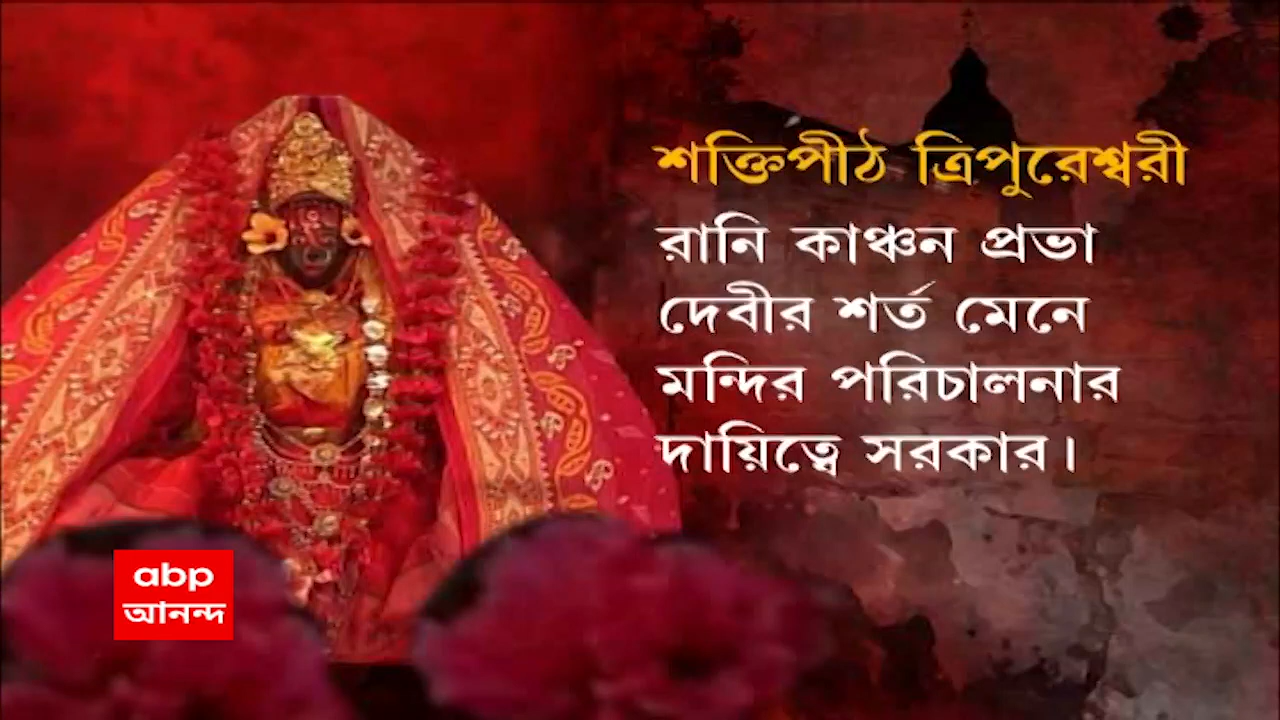 শক্তিপীঠ ত্রিপুরেশ্বরী
রানি কাঞ্চন প্রভা
দেবীর শর্ত মেনে
মন্দির পরিচালনার
দায়িত্বে সরকার।
abp
আনন্দ